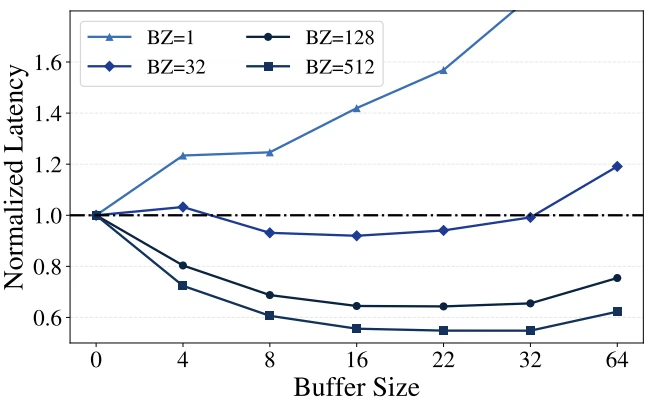 BZ=1
BZ=32
BZ=128
BZ=512
Normalized Latency
1.6
1.4
1.2
1.0
0.8
0.6
0 4 8 16 22 32 64
Buffer Size